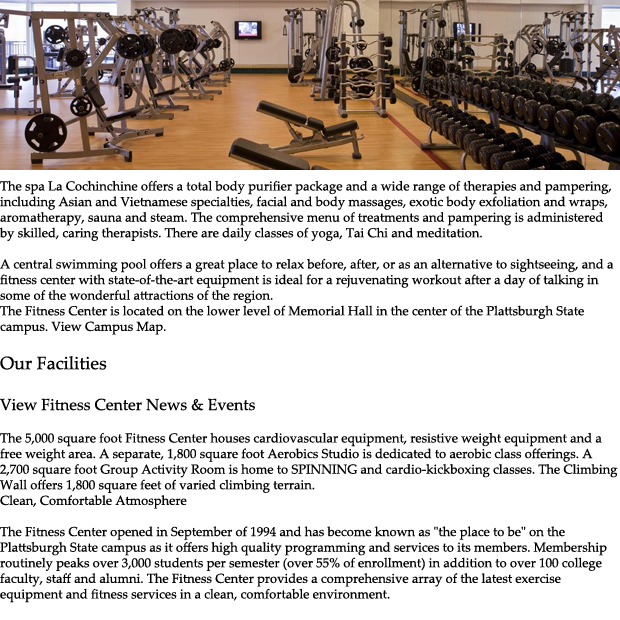 The spa La Cochinchine offers a total body purifier package and a wide range of therapies and pampering,
including Asian and Vietnamese specialties, facial and body massages, exotic body exfoliation and wraps,
aromatherapy, sauna and steam. The comprehensive menu of treatments and pampering is administered
by skilled, caring therapists. There are daily classes of yoga, Tai Chi and meditation.
A central swimming pool offers a great place to relax before, after, or as an alternative to sightseeing, and a
fitness center with state-of-the-art equipment is ideal for a rejuvenating workout after a day of talking in
some of the wonderful attractions of the region.
The Fitness Center is located on the lower level of Memorial Hall in the center of the Plattsburgh State
campus. View Campus Map.
Our Facilities
View Fitness Center News & Events
The 5,000 square foot Fitness Center houses cardiovascular equipment, resistive weight equipment and a
free weight area. A separate, 1,800 square foot Aerobics Studio is dedicated to aerobic class offerings. A
2,700 square foot Group Activity Room is home to SPINNING and cardio-kickboxing classes. The Climbing
Wall offers 1,800 square feet of varied climbing terrain.
Clean, Comfortable Atmosphere
The Fitness Center opened in September of 1994 and has become known as "the place to be" on the
Plattsburgh State campus as it offers high quality programming and services to its members. Membership
routinely peaks over 3,000 students per semester (over 55% of enrollment) in addition to over 100 college
faculty, staff and alumni. The Fitness Center provides a comprehensive array of the latest exercise
equipment and fitness services in a clean, comfortable environment.